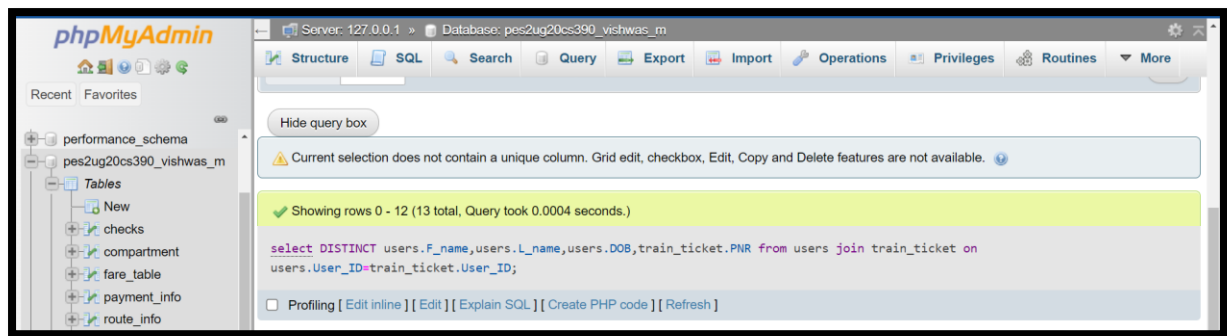 phpMyAdmin
Recent Favorites
performance_schema
pes2ug20cs390_vishwas_m
Tables
New
checks
compartment
fare_table
payment_info
route_info
Server: 127.0.0.1 » Database: pes2ug20cs390_vishwas_m
Structure SQL Search Query Export Import Operations Privileges Routines More
Hide query box
Current selection does not contain a unique column. Grid edit, checkbox, Edit, Copy and Delete features are not available.
Showing rows 0 - 12 (13 total, Query took 0.0004 seconds.)
select DISTINCT users.F_name,users.L_name,users.DOB,train_ticket.PNR from users join train_ticket on
users.User_ID=train_ticket.User_ID;
Profiling [ Edit inline ] [ Edit ] [ Explain SQL ] [ Create PHP code ] [ Refresh ]